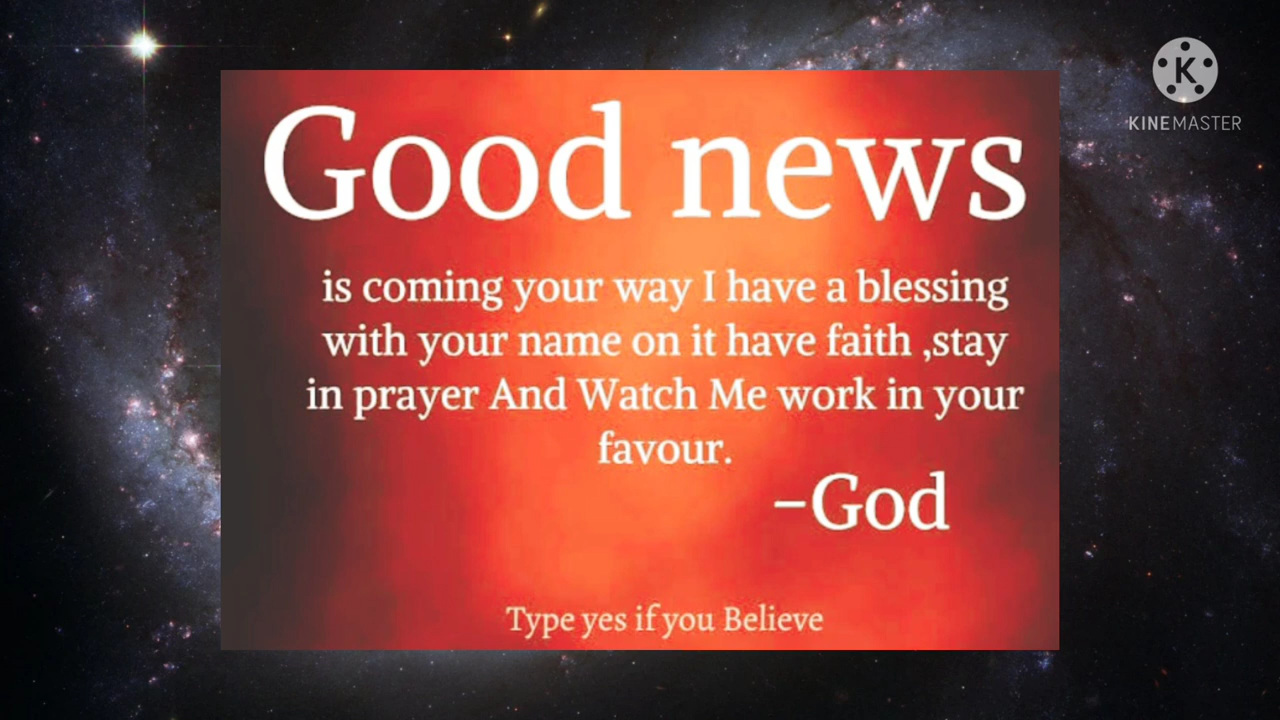 K
KINEMASTER
Good news
is coming your way I have a blessing
with your name on it have faith ,stay
in prayer And Watch Me work in your
favour.
–God
Type yes if you Believe